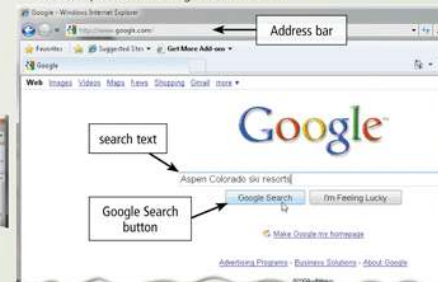 Google - Windows Internet Explorer
http://www.google.com/
Address bar
Favorites Suggested Sites Get More Add-ons
Google
Web Images Videos Maps News Shopping Gmail more
Google
search text
Aspen Colorado ski resorts
Google Search I'm Feeling Lucky
Google Search
button
Make Google my homepage
Advertising Programs - Business Solutions - About Google